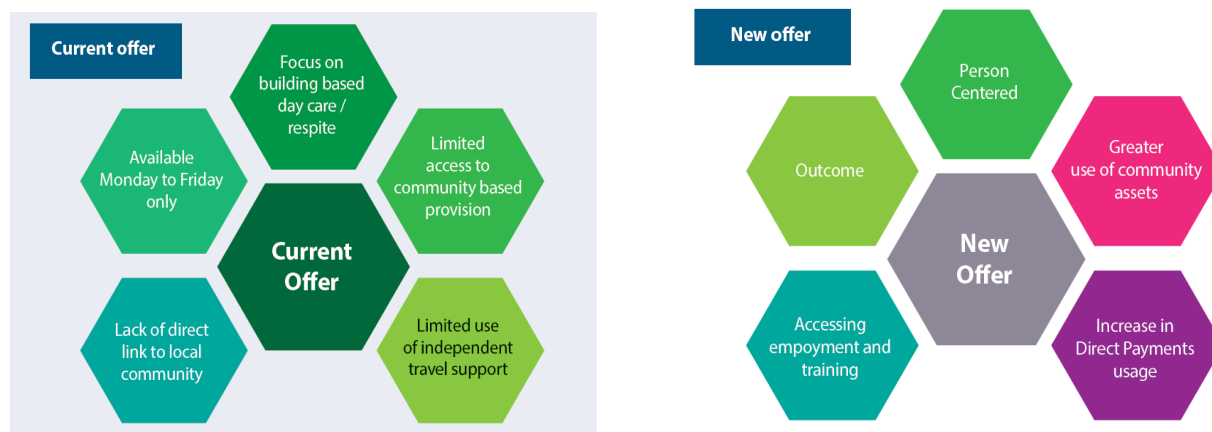 Current offer
Focus on
building based
day care /
respite
Available
Monday to Friday
only
Limited
access to
community based
provision
Current
Offer
Lack of direct
link to local
community
Limited use
of independent
travel support
New offer
Person
Centered
Outcome
Greater
use of community
assets
New
Offer
Accessing
empoyment and
training
Increase in
Direct Payments
usage